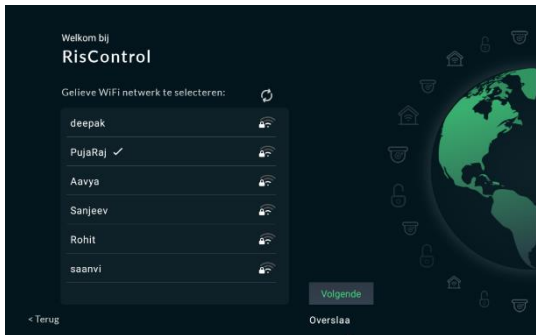 Welkom bij
RisControl
Gelieve WiFi netwerk te selecteren:
deepak
PujaRaj
Aavya
Sanjeev
Rohit
saanvi
Volgende
< Terug
Overslaa